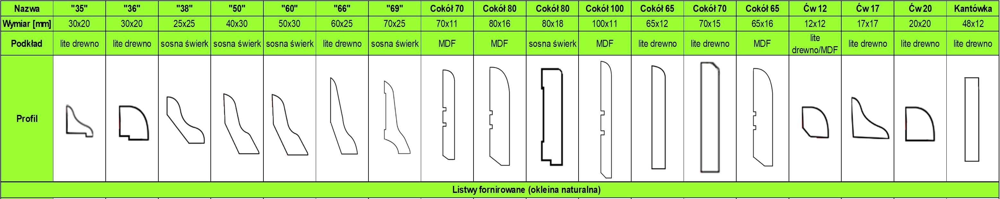 Nazwa "35" "36" "38" "50" "60" "66" "69" Cokół 70 Cokół 80 Cokół 80 Cokół 100 Cokół 65 Cokół 70 Cokół 65 Ćw 12 Ćw 17 Ćw 20 Kantówka
Wymiar [mm] 30x20 30x20 25x25 40x30 50x30 60x25 70x25 70x11 80x16 80x18 100x11 65x12 70x15 65x16 12x12 17x17 20x20 48x12
Podkład lite drewno lite drewno sosna świerk sosna świerk sosna świerk lite drewno sosna świerk MDF MDF sosna świerk MDF lite drewno lite drewno MDF lite
drewno/MDF lite drewno lite drewno lite drewno
Profil
Listwy fornirowane (okleina naturalna)